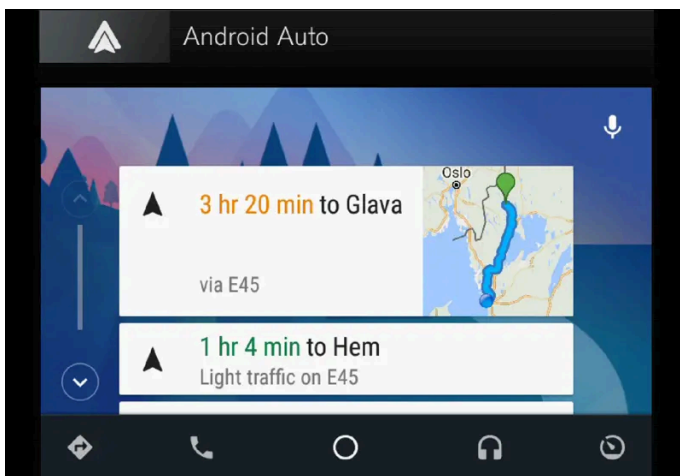 Android Auto
3 hr 20 min to Glava
Oslo
via E45
1 hr 4 min to Hem
Light traffic on E45